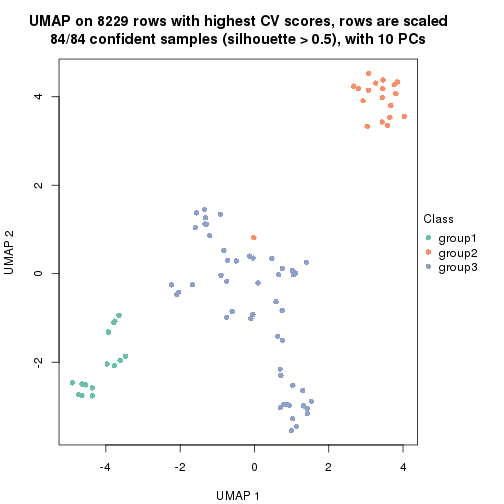 UMAP on 8229 rows with highest CV scores, rows are scaled
84/84 confident samples (silhouette > 0.5), with 10 PCs
4
2
0
-2
UMAP 2
-4
-2
0
2
4
UMAP 1
Class
group1
group2
group3